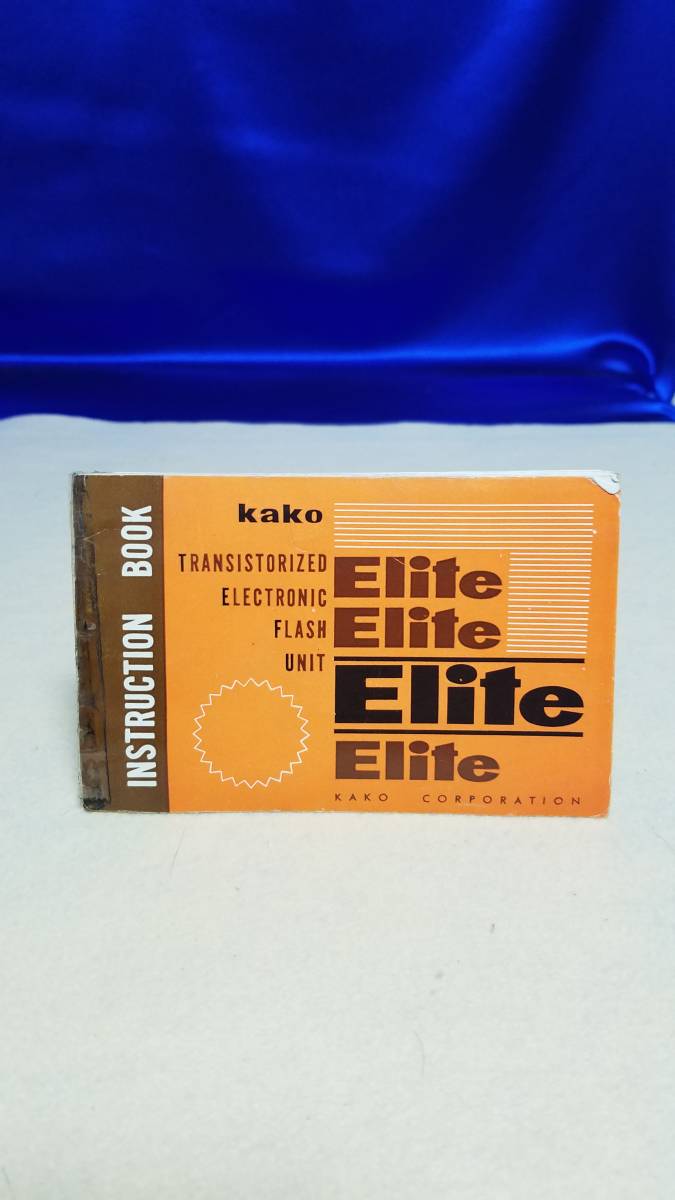 INSTRUCTION BOOK
kako
TRANSISTORIZED
ELECTRONIC
FLASH
UNIT
Elite
Elite
Elite
Elite
KAKO CORPORATION